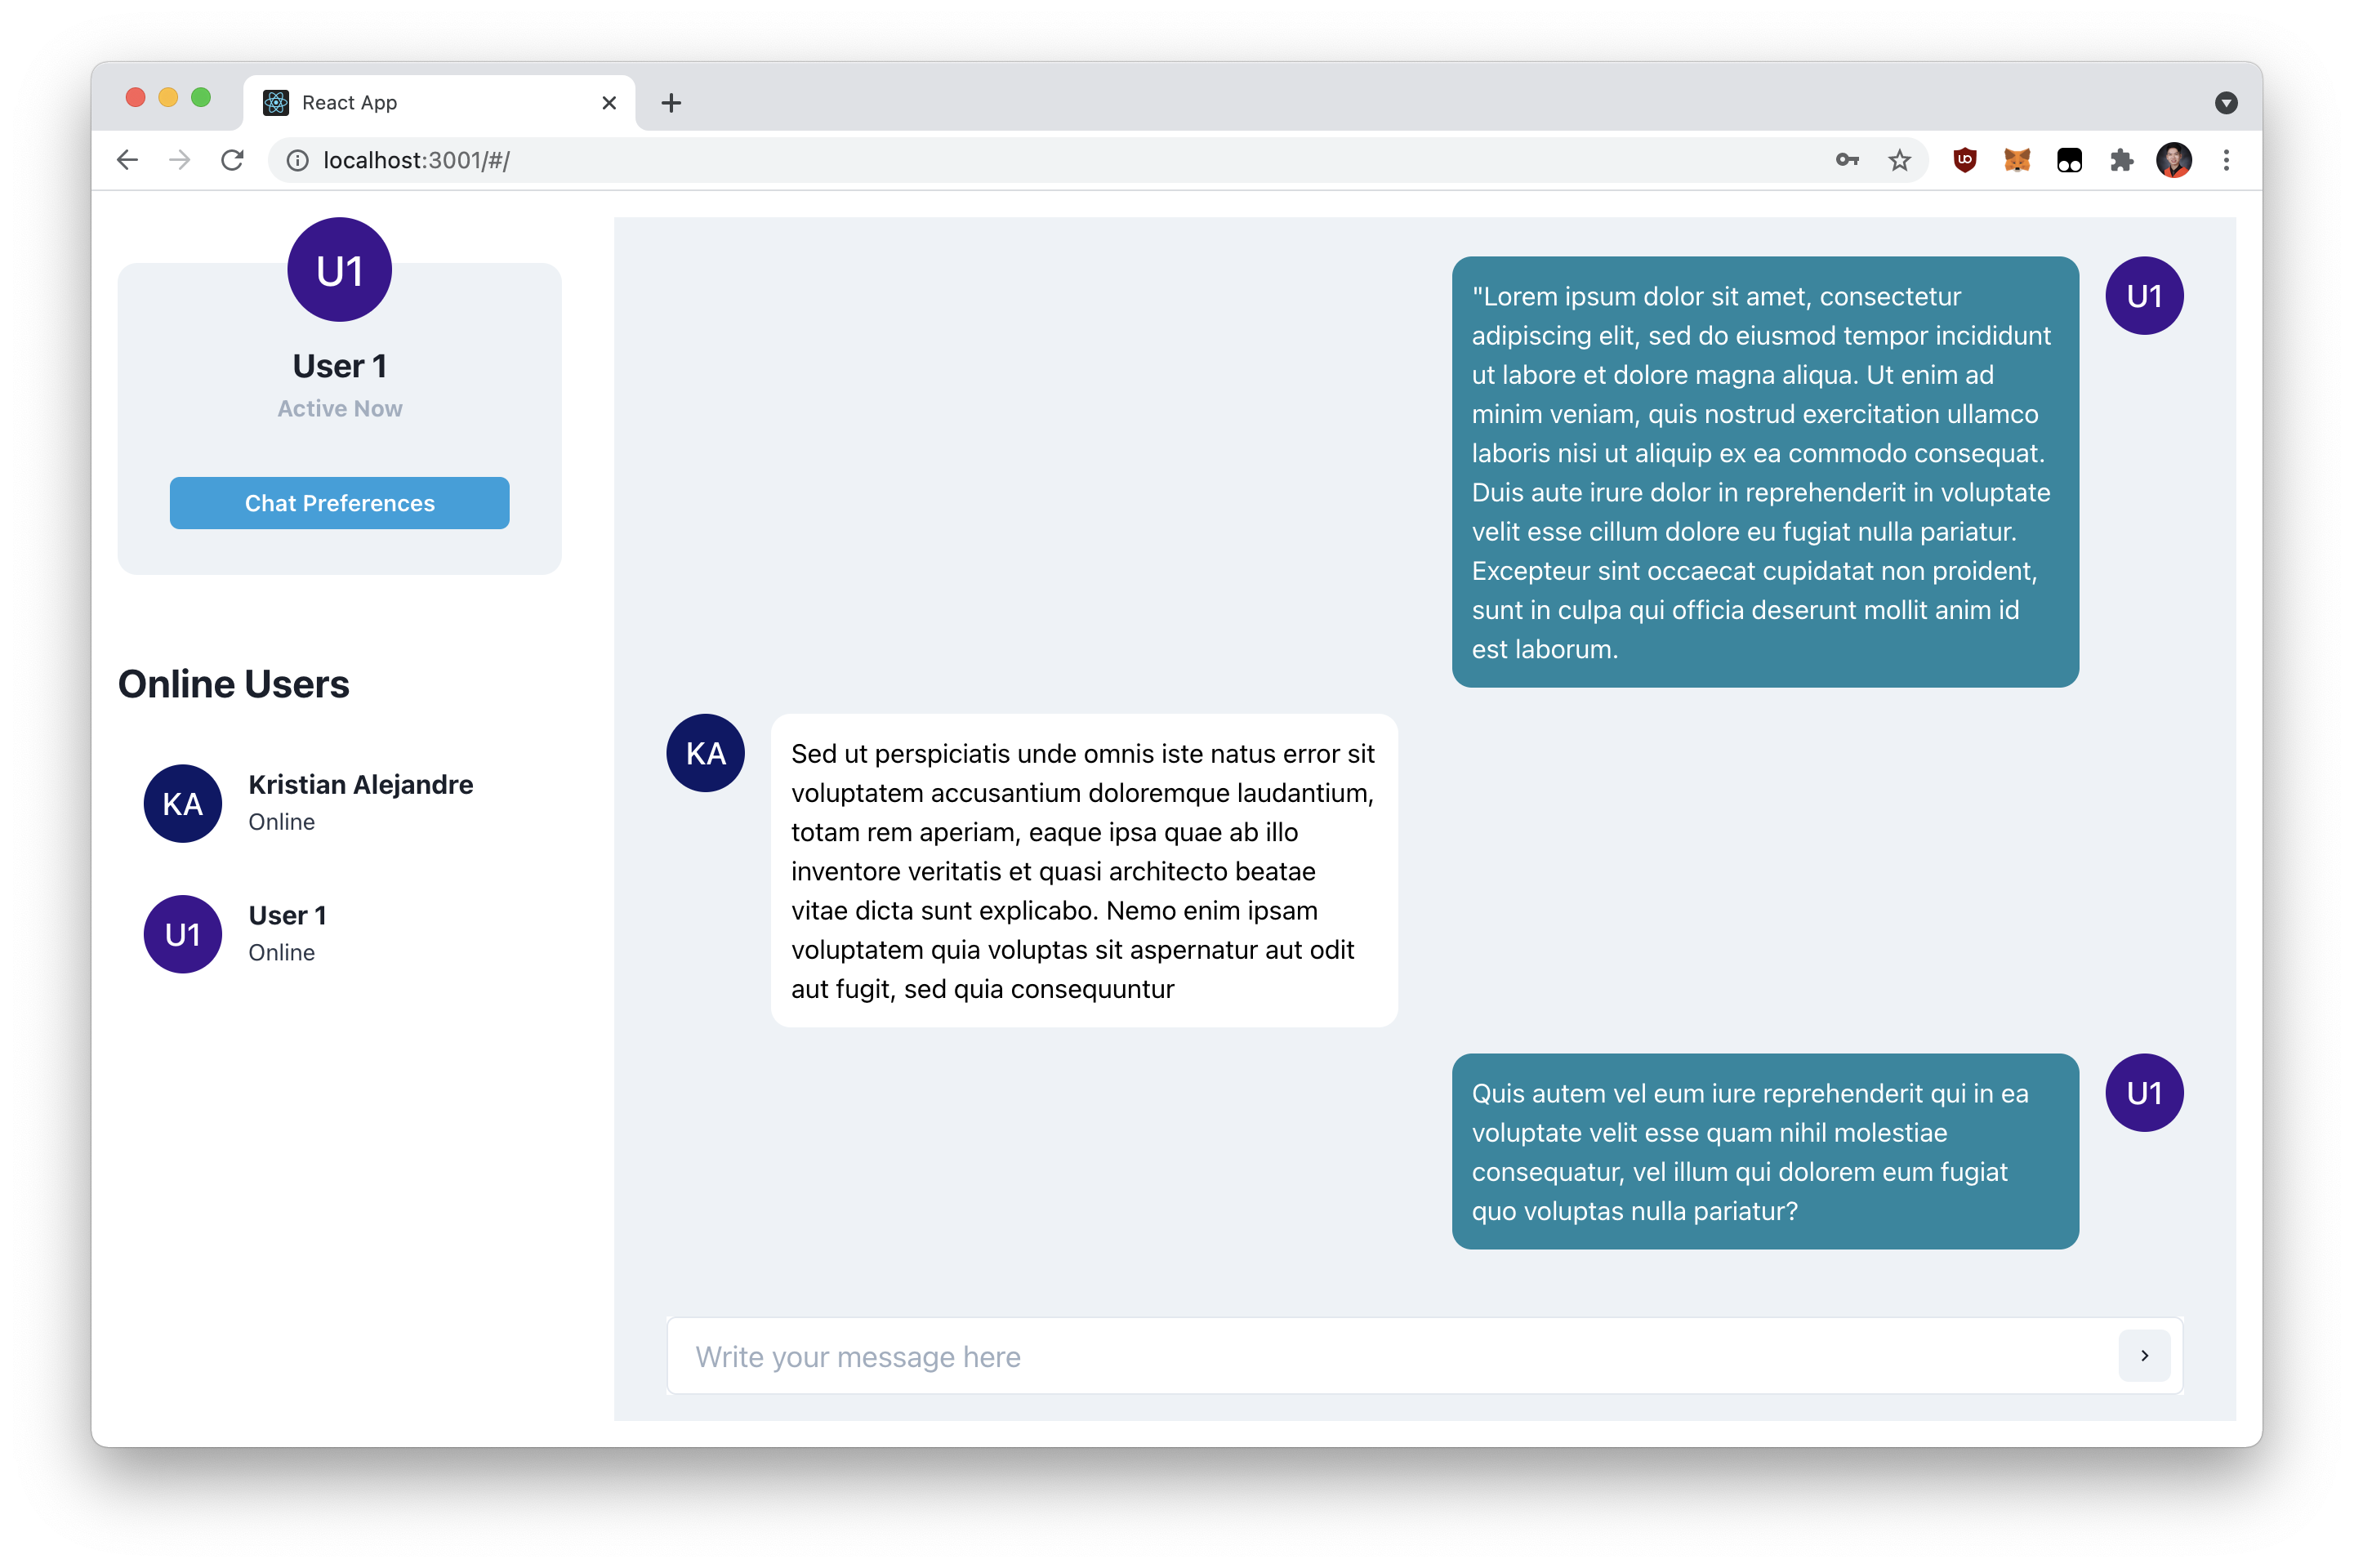 React App
localhost:3001/#/
U1
User 1
Active Now
Chat Preferences
Online Users
KA
Kristian Alejandre
Online
U1
User 1
Online
"Lorem ipsum dolor sit amet, consectetur
adipiscing elit, sed do eiusmod tempor incididunt
ut labore et dolore magna aliqua. Ut enim ad
minim veniam, quis nostrud exercitation ullamco
laboris nisi ut aliquip ex ea commodo consequat.
Duis aute irure dolor in reprehenderit in voluptate
velit esse cillum dolore eu fugiat nulla pariatur.
Excepteur sint occaecat cupidatat non proident,
sunt in culpa qui officia deserunt mollit anim id
est laborum.
U1
KA
Sed ut perspiciatis unde omnis iste natus error sit
voluptatem accusantium doloremque laudantium,
totam rem aperiam, eaque ipsa quae ab illo
inventore veritatis et quasi architecto beatae
vitae dicta sunt explicabo. Nemo enim ipsam
voluptatem quia voluptas sit aspernatur aut odit
aut fugit, sed quia consequuntur
Quis autem vel eum iure reprehenderit qui in ea
voluptate velit esse quam nihil molestiae
consequatur, vel illum qui dolorem eum fugiat
quo voluptas nulla pariatur?
U1
Write your message here